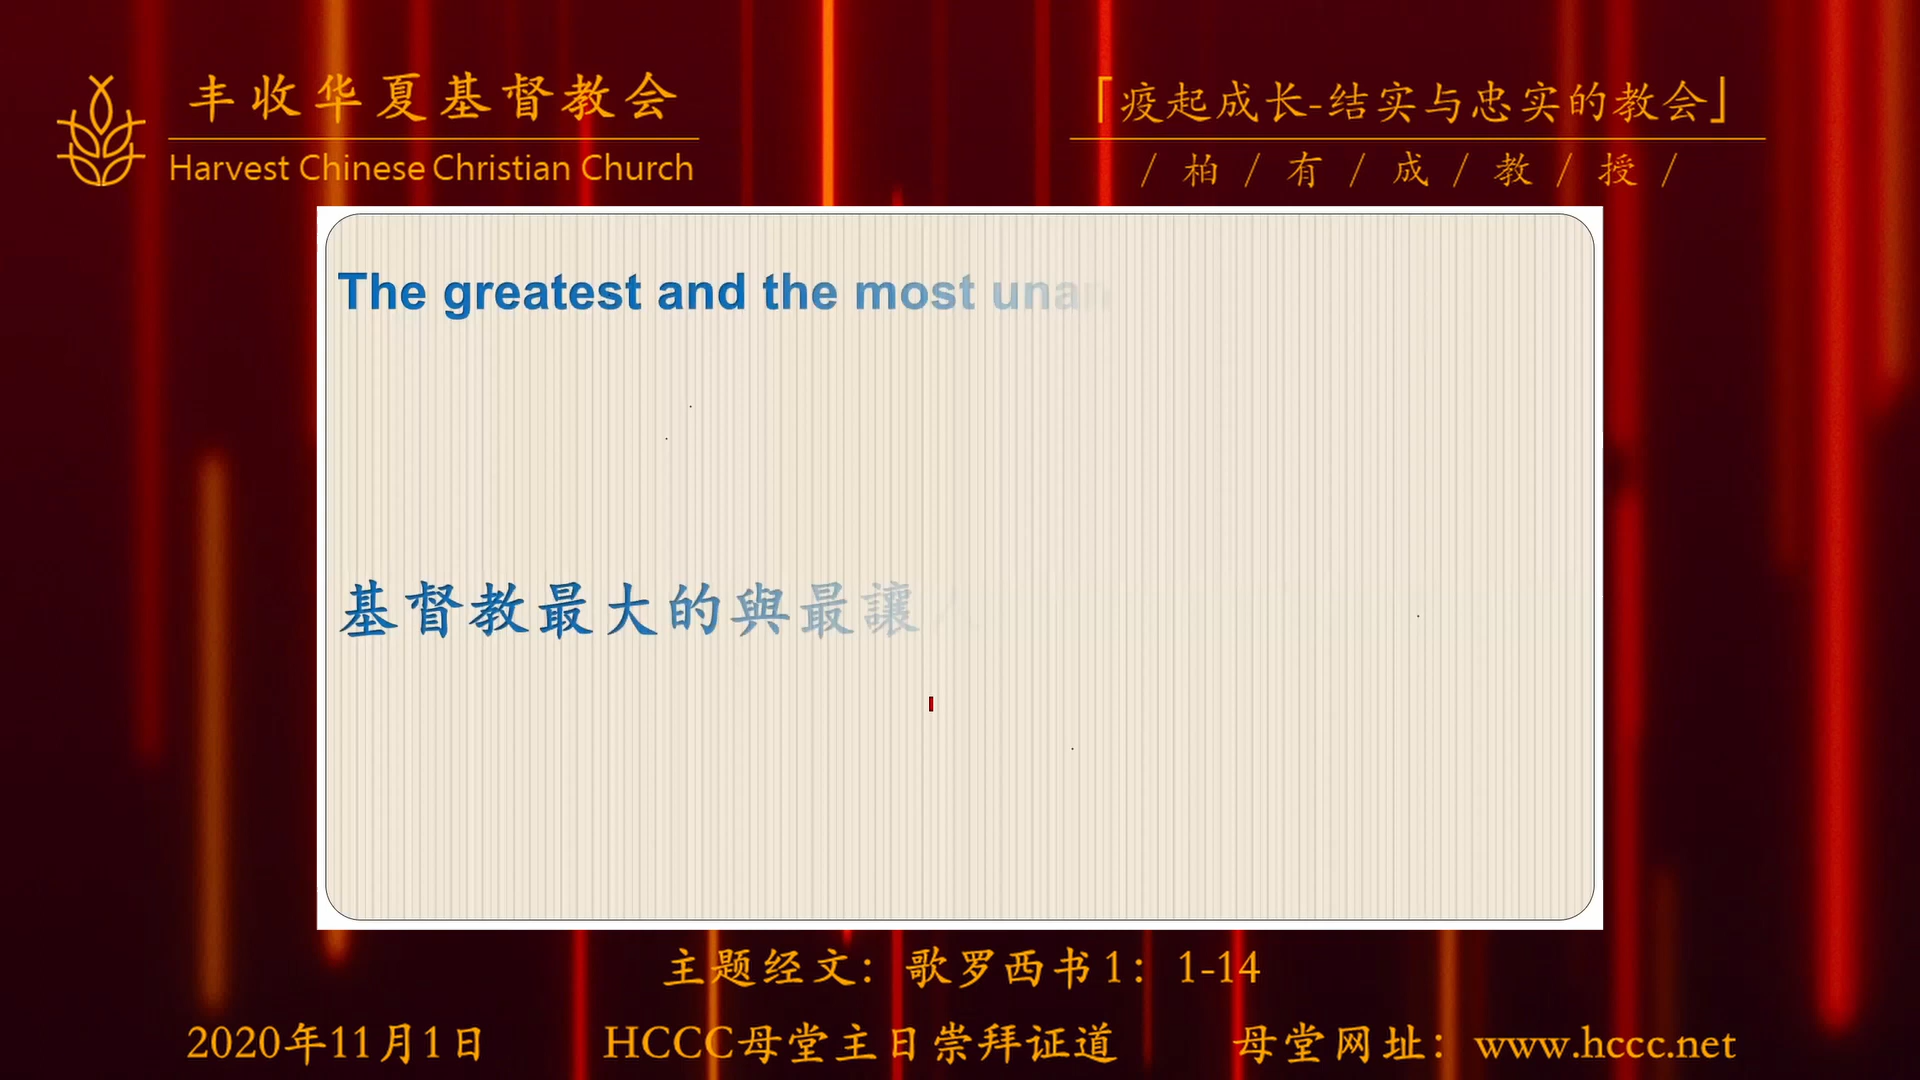 丰收华夏基督教会
Harvest Chinese Christian Church
「疫起成长-结实与忠实的教会」
/ 柏 / 有 / 成 / 教 / 授 /
The greatest and the most
基督教最大的與最讓
主题经文：歌罗西书1：1-14
2020年11月1日 HCCC母堂主日崇拜证道 母堂网址：www.hccc.net